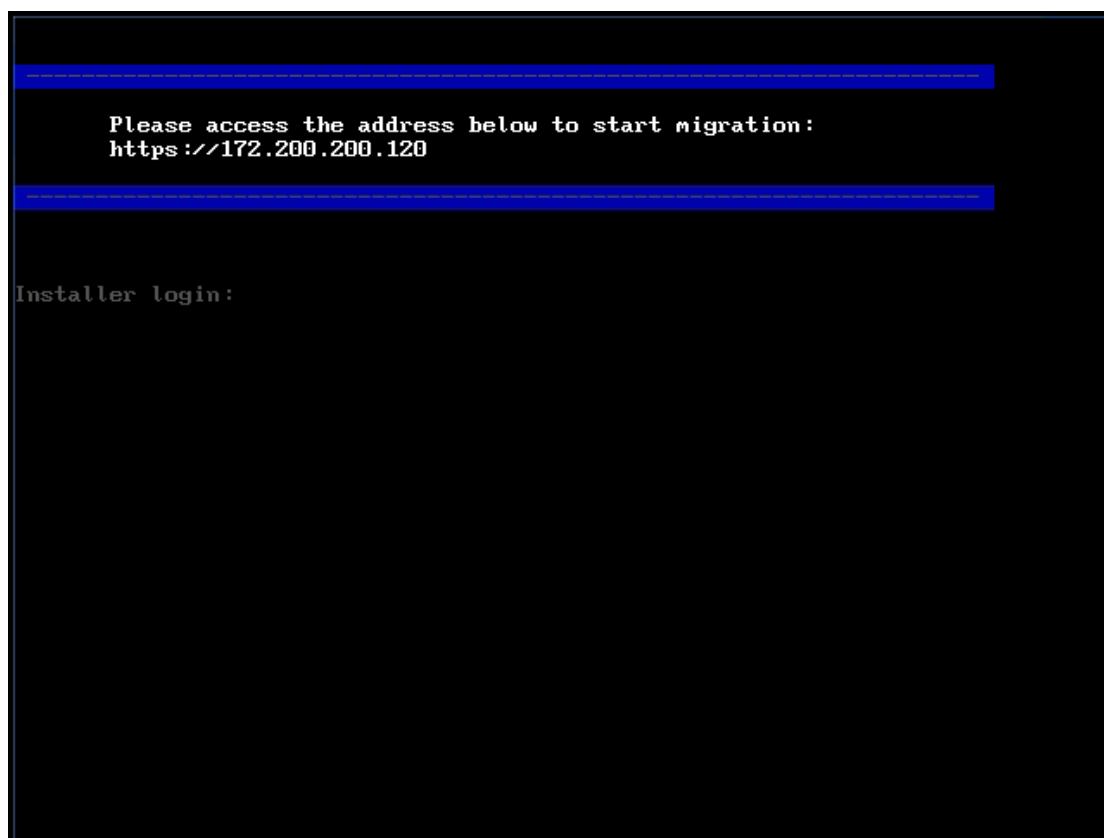 Please access the address below to start migration:
https://172.200.200.120
Installer login: